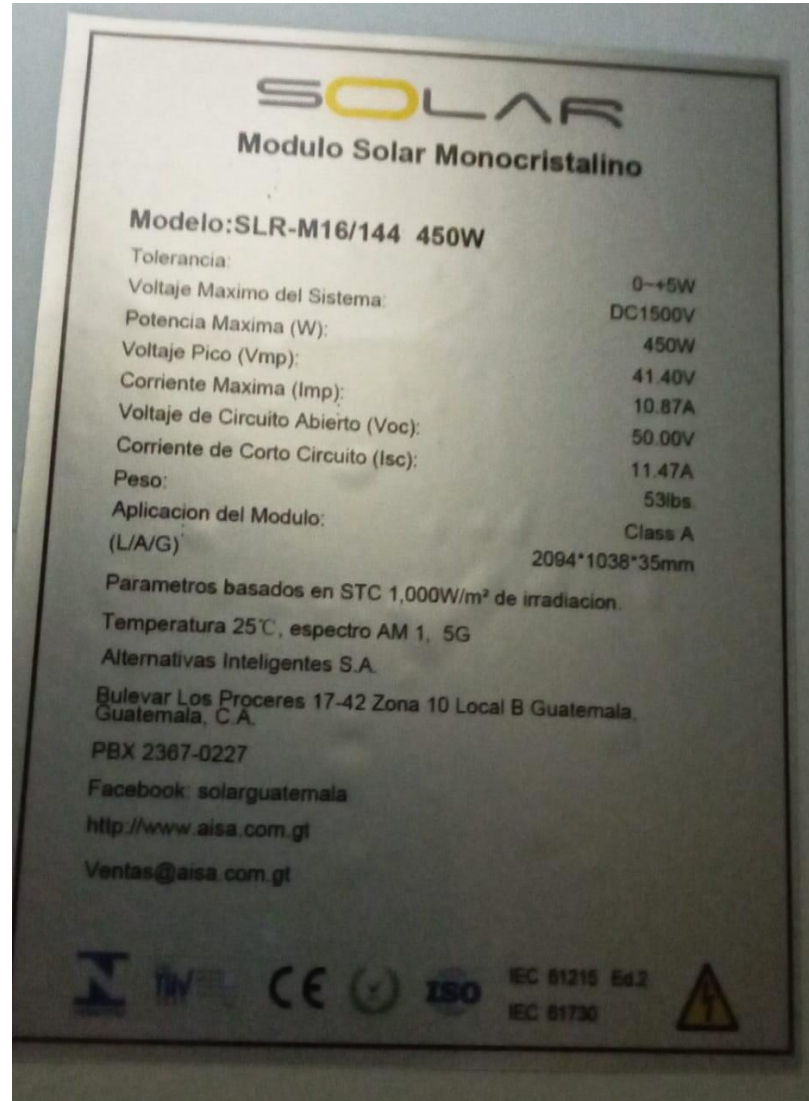 SOLAR
Modulo Solar Monocristalino
Modelo:SLR-M16/144 450W
Tolerancia: 0~+5W
Voltaje Maximo del Sistema: DC1500V
Potencia Maxima (W): 450W
Voltaje Pico (Vmp): 41.40V
Corriente Maxima (Imp): 10.87A
Voltaje de Circuito Abierto (Voc): 50.00V
Corriente de Corto Circuito (Isc): 11.47A
Peso: 53lbs
Aplicacion del Modulo: Class A
(L/A/G) 2094*1038*35mm
Parametros basados en STC 1,000W/m² de irradiacion.
Temperatura 25℃, espectro AM 1, 5G
Alternativas Inteligentes S.A.
Bulevar Los Proceres 17-42 Zona 10 Local B Guatemala,
Guatemala, C.A.
PBX 2367-0227
Facebook: solarguatemala
http://www.aisa.com.gt
Ventas@aisa.com.gt
TÜV CE ISO IEC 61215 Ed.2
IEC 61730